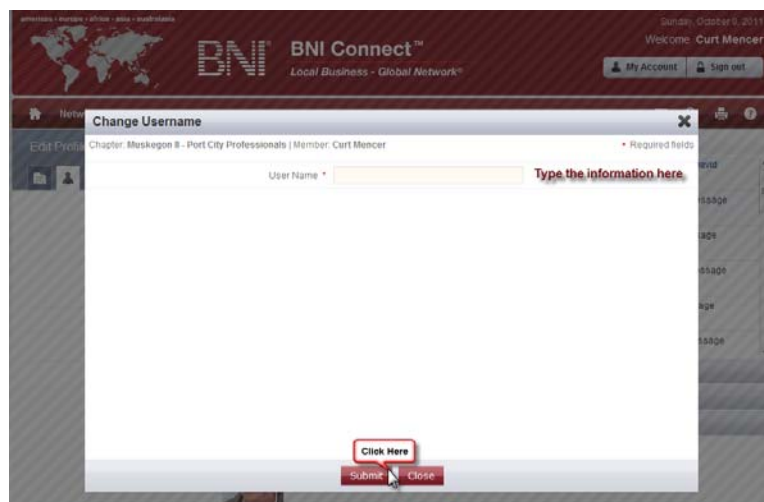 americas • europe • africa • asia • australasia
Sunday, October 9, 2011
Welcome Curt Mencer
BNI® BNI Connect™
Local Business - Global Network®
My Account Sign out
Change Username
Edit Profile
Chapter: Muskegon II - Port City Professionals | Member: Curt Mencer • Required fields
User Name • Type the information here
Click Here
Submit Close